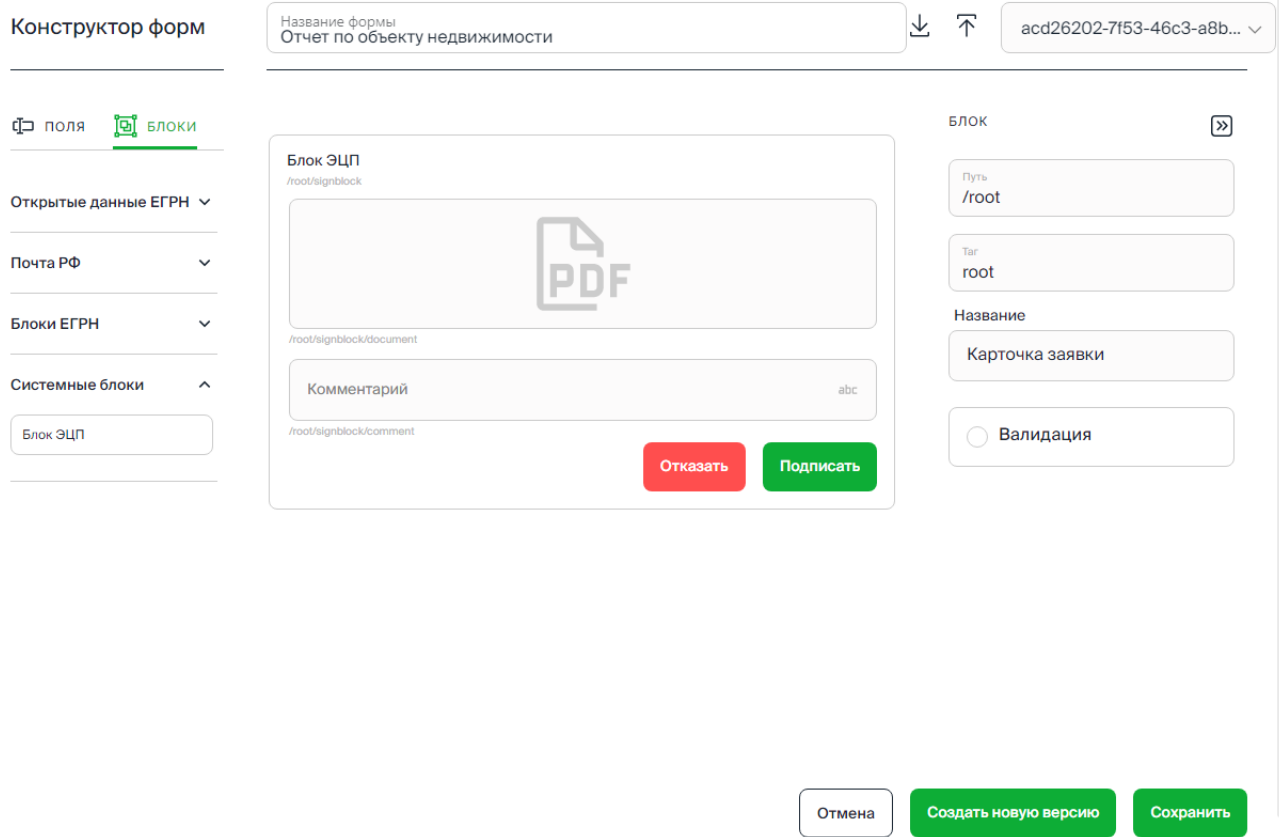 Конструктор форм
Название формы
Отчет по объекту недвижимости
acd26202-7f53-46c3-a8b...
ПОЛЯ
БЛОКИ
Открытые данные ЕГРН
Почта РФ
Блоки ЕГРН
Системные блоки
Блок ЭЦП
Блок ЭЦП
/root/signblock
PDF
/root/signblock/document
Комментарий
abc
/root/signblock/comment
Отказать
Подписать
БЛОК
Путь
/root
Таг
root
Название
Карточка заявки
Валидация
Отмена
Создать новую версию
Сохранить